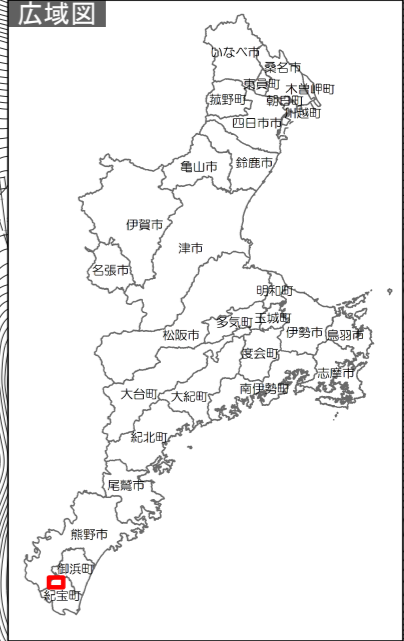 広域図
いなべ市
桑名市
東員町
木曽岬町
菰野町
朝日町
川越町
四日市市
亀山市
鈴鹿市
伊賀市
津市
名張市
明和町
松阪市
多気町
玉城町
伊勢市
鳥羽市
度会町
志摩市
大台町
大紀町
南伊勢町
紀北町
尾鷲市
熊野市
御浜町
紀宝町